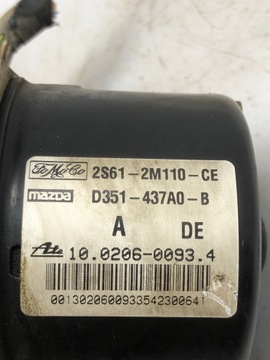 FoMoCo 2S61-2M110-CE
mazda D351-437A0-B
A DE
Ate 10.0206-0093.4
0013020600933542300641